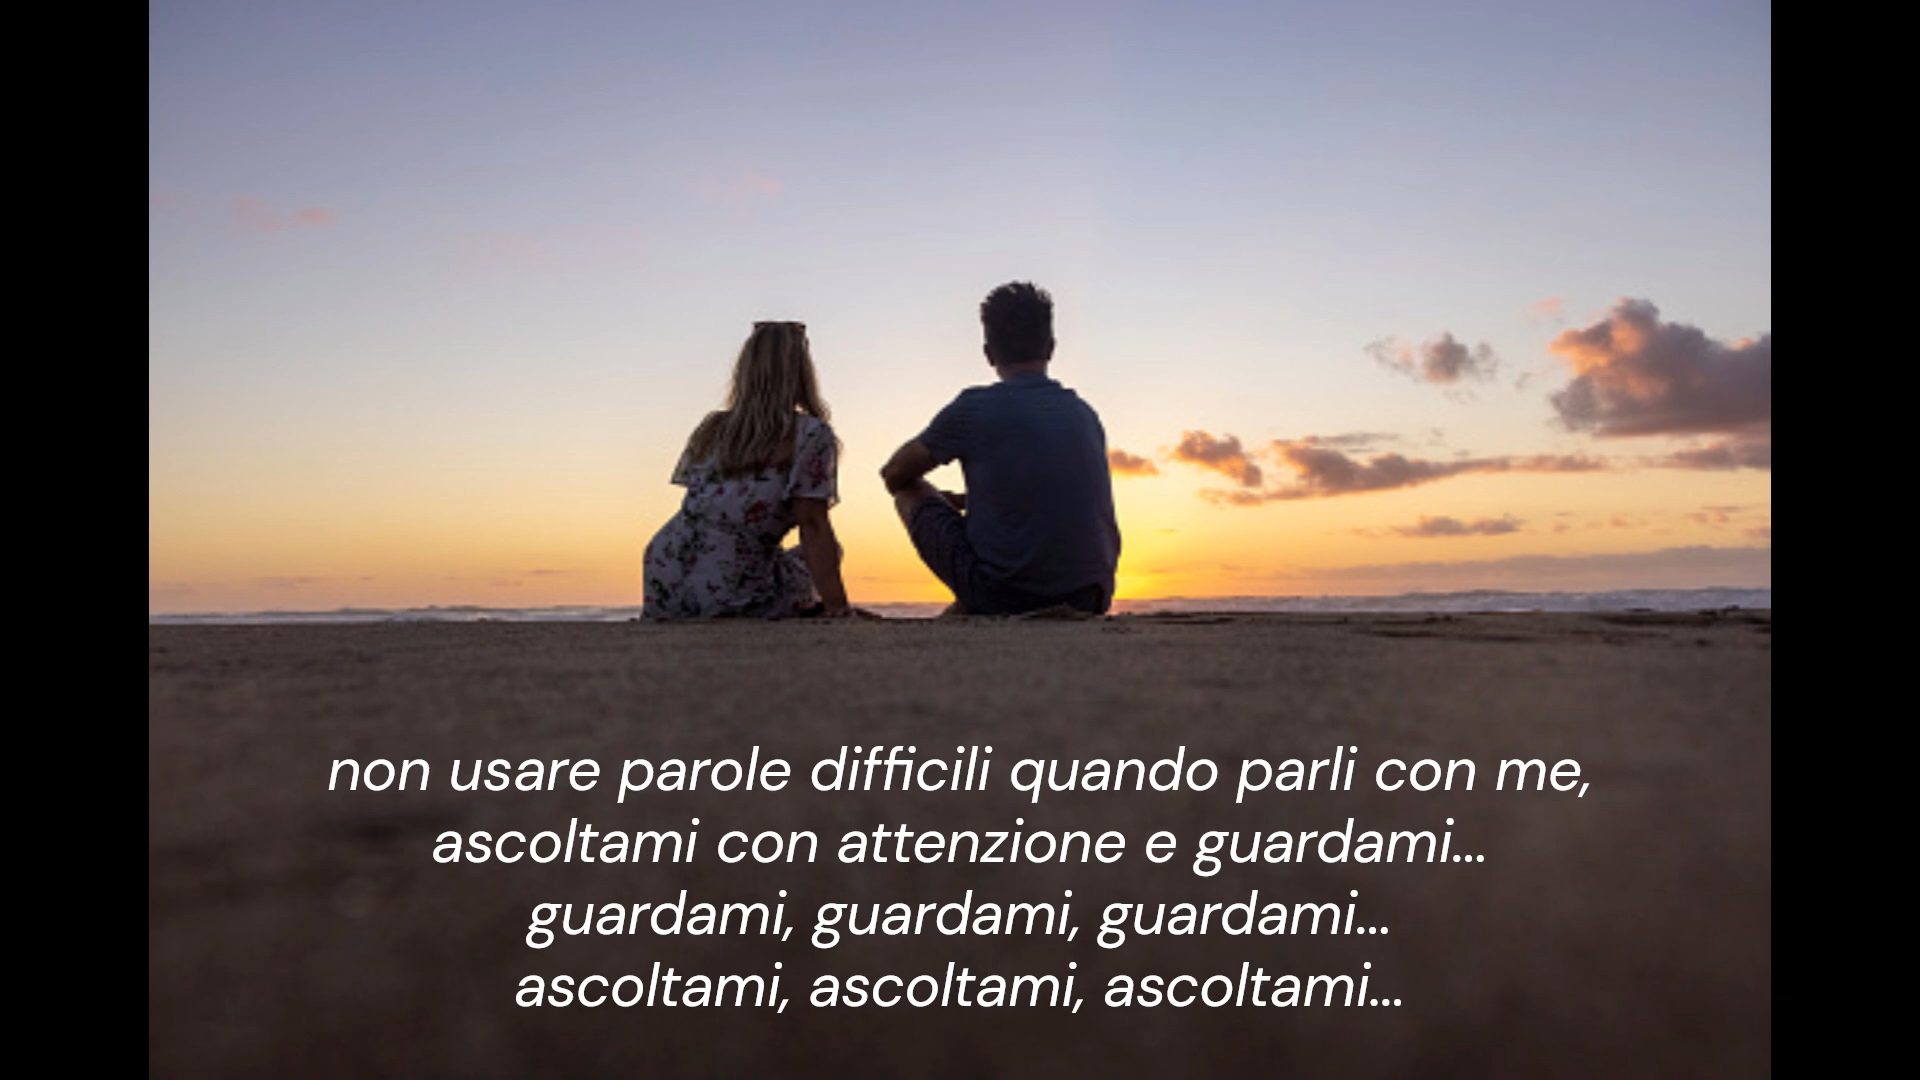 non usare parole difficili quando parli con me,
ascoltami con attenzione e guardami...
guardami, guardami, guardami...
ascoltami, ascoltami, ascoltami...